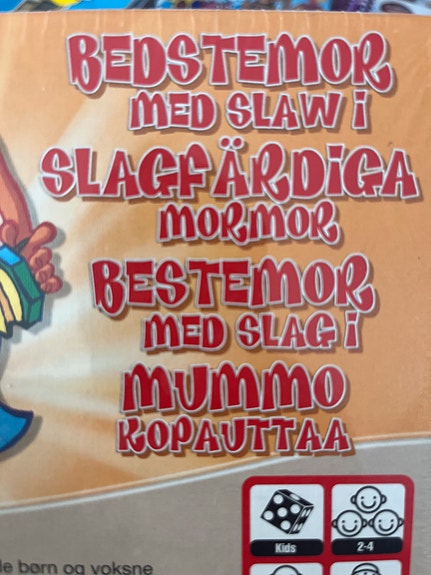 BEDSTEMOR
MED SLAW I
SLAGFÄRDIGA
MORMOR
BESTEMOR
MED SLAG I
MUMMO
KOPAUTTAA
Kids
2-4
børn og voksne